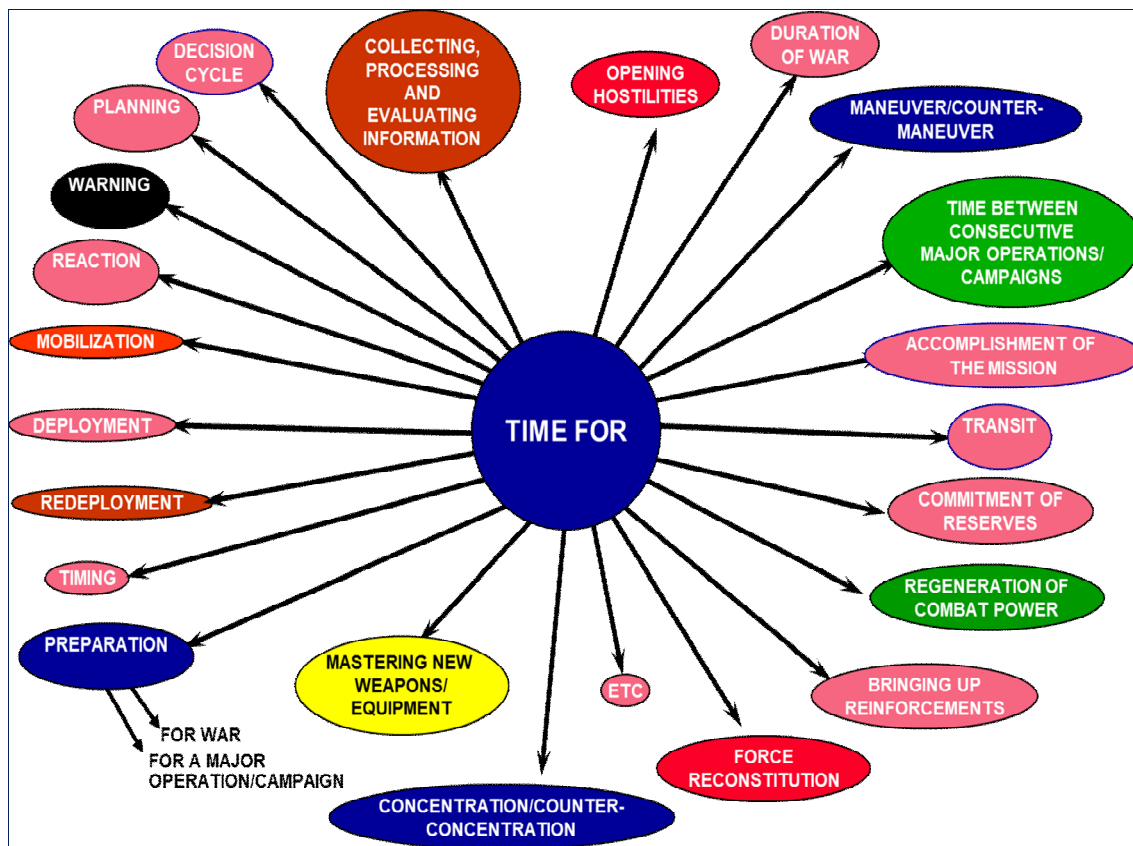 DECISION
CYCLE
COLLECTING,
PROCESSING
AND
EVALUATING
INFORMATION
OPENING
HOSTILITIES
DURATION
OF WAR
MANEUVER/COUNTER-
MANEUVER
PLANNING
WARNING
TIME BETWEEN
CONSECUTIVE
MAJOR OPERATIONS/
CAMPAIGNS
REACTION
MOBILIZATION
ACCOMPLISHMENT OF
THE MISSION
TIME FOR
DEPLOYMENT
TRANSIT
REDEPLOYMENT
COMMITMENT OF
RESERVES
TIMING
REGENERATION OF
COMBAT POWER
PREPARATION
FOR WAR
FOR A MAJOR
OPERATION/CAMPAIGN
MASTERING NEW
WEAPONS/
EQUIPMENT
ETC
BRINGING UP
REINFORCEMENTS
FORCE
RECONSTITUTION
CONCENTRATION/COUNTER-
CONCENTRATION